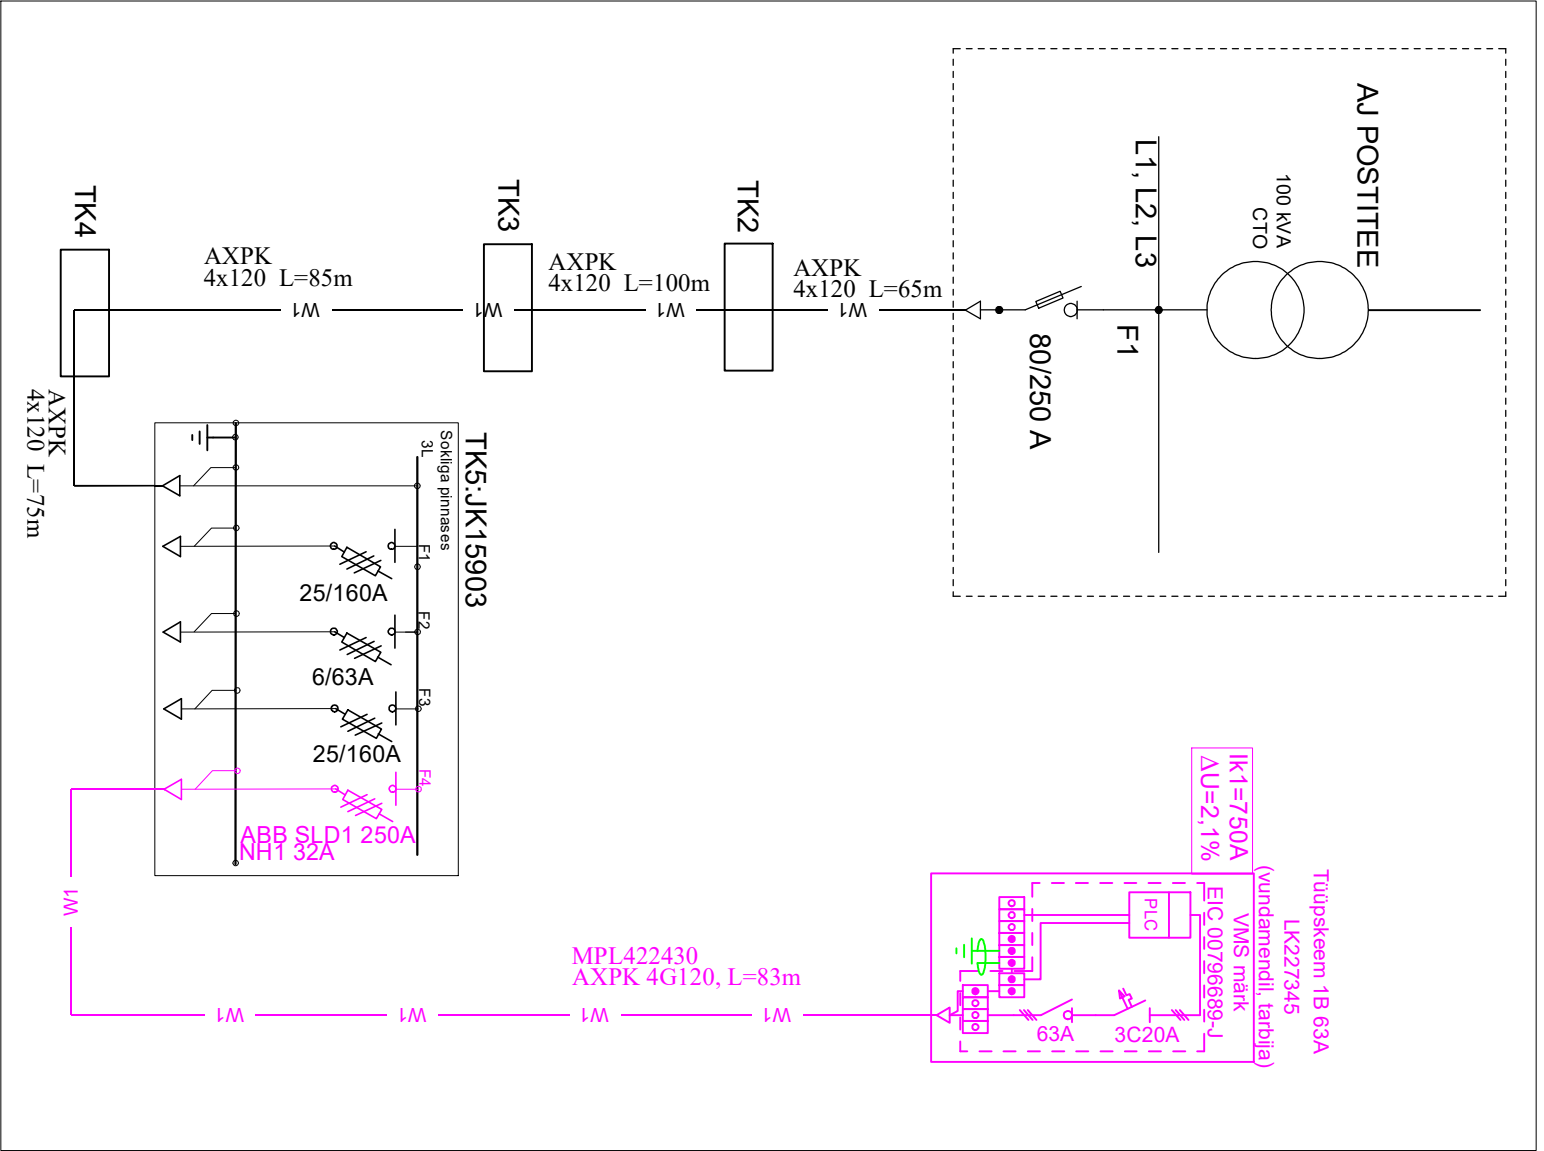 AJ POSTITEE
100 kVA
CTO
L1, L2, L3
F1
80/250 A
TK2
TK3
TK4
AXPK
4x120 L=65m
AXPK
4x120 L=100m
AXPK
4x120 L=85m
W1
W1
W1
W1
AXPK
4x120 L=75m
TK5:JK15903
Sokliga pinnases
3L
F1
25/160A
F2
6/63A
F3
25/160A
F4
ABB SLD1 250A
NH1 32A
W1
MPL422430
AXPK 4G120, L=83m
W1
W1
W1
W1
Ik1=750A
ΔU=2,1%
Tüüpskeem 1B 63A
LK227345
(vundamendil, tarbija)
VMS märk
EIC 00796689-J
PLC
63A
3C20A